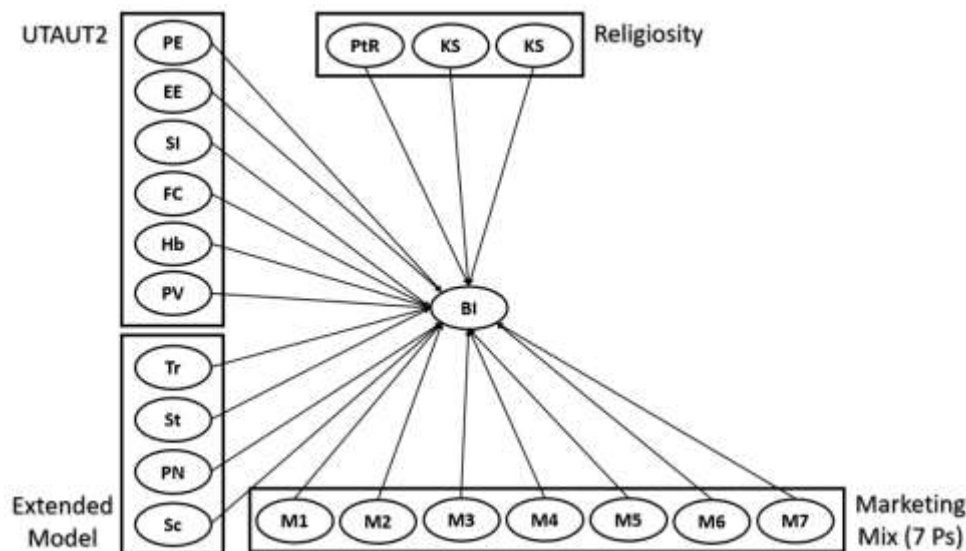 UTAUT2
PE
EE
SI
FC
Hb
PV
PtR KS KS
Religiosity
BI
Tr
St
PN
Sc
Extended
Model
M1 M2 M3 M4 M5 M6 M7
Marketing
Mix (7 Ps)